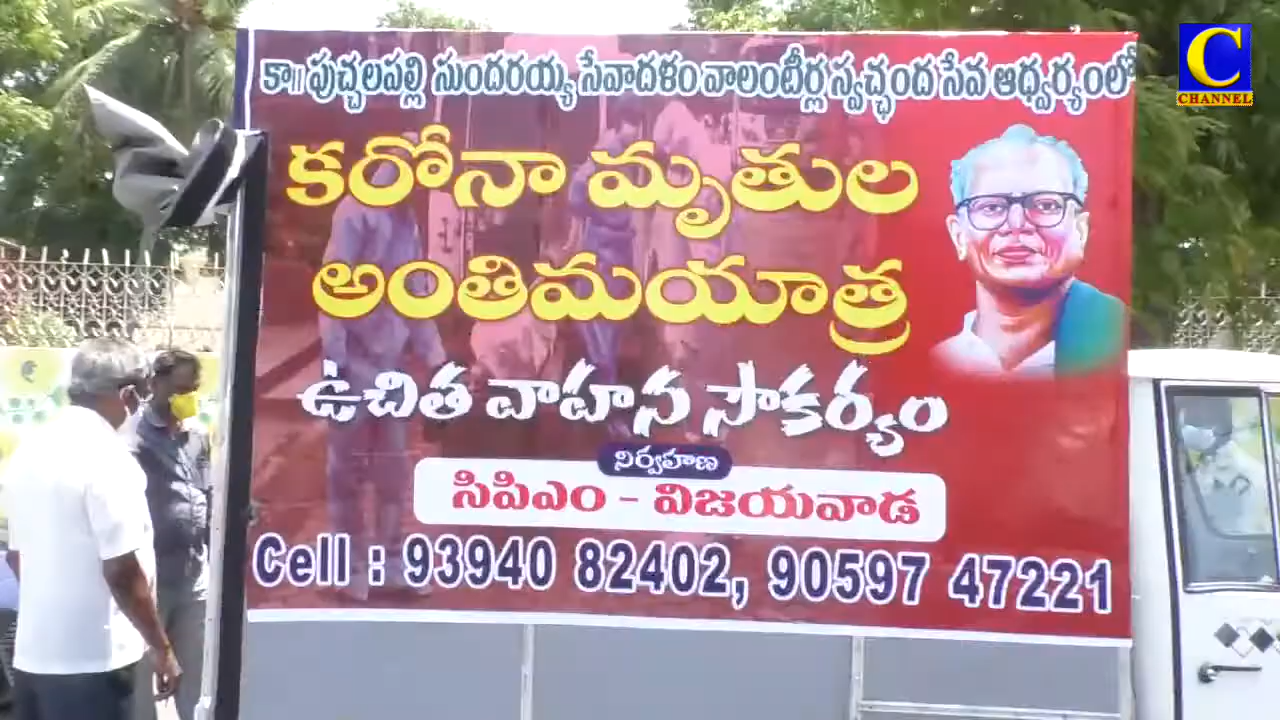 కా॥ పుచ్చలపల్లి సుందరయ్య సేవాదళం వాలంటీర్ల స్వచ్ఛంద సేవ ఆధ్వర్యంలో
కరోనా మృతుల
అంతిమయాత్ర
ఉచిత వాహన సౌకర్యం
నిర్వహణ
సిపిఎం - విజయవాడ
Cell : 93940 82402, 90597 47221
C
CHANNEL